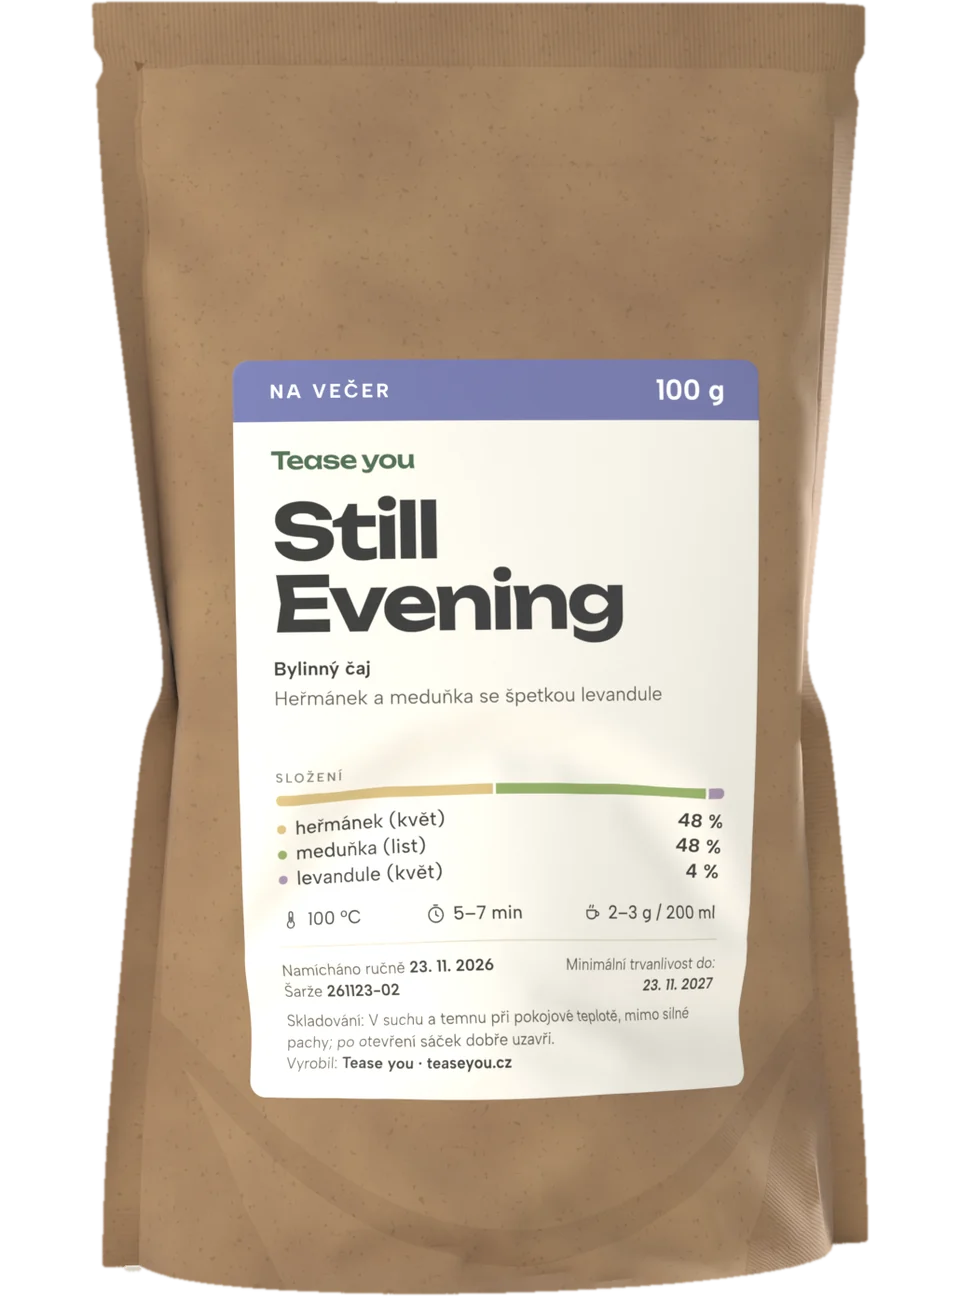 NA VEČER 100 g
Tease you
Still
Evening
Bylinný čaj
Heřmánek a meduňka se špetkou levandule
SLOŽENÍ
heřmánek (květ) 48 %
meduňka (list) 48 %
levandule (květ) 4 %
100 °C 5–7 min 2–3 g / 200 ml
Namícháno ručně 23. 11. 2026 Minimální trvanlivost do:
Šarže 261123-02 23. 11. 2027
Skladování: V suchu a temnu při pokojové teplotě, mimo silné
pachy; po otevření sáček dobře uzavři.
Vyrobil: Tease you · teaseyou.cz